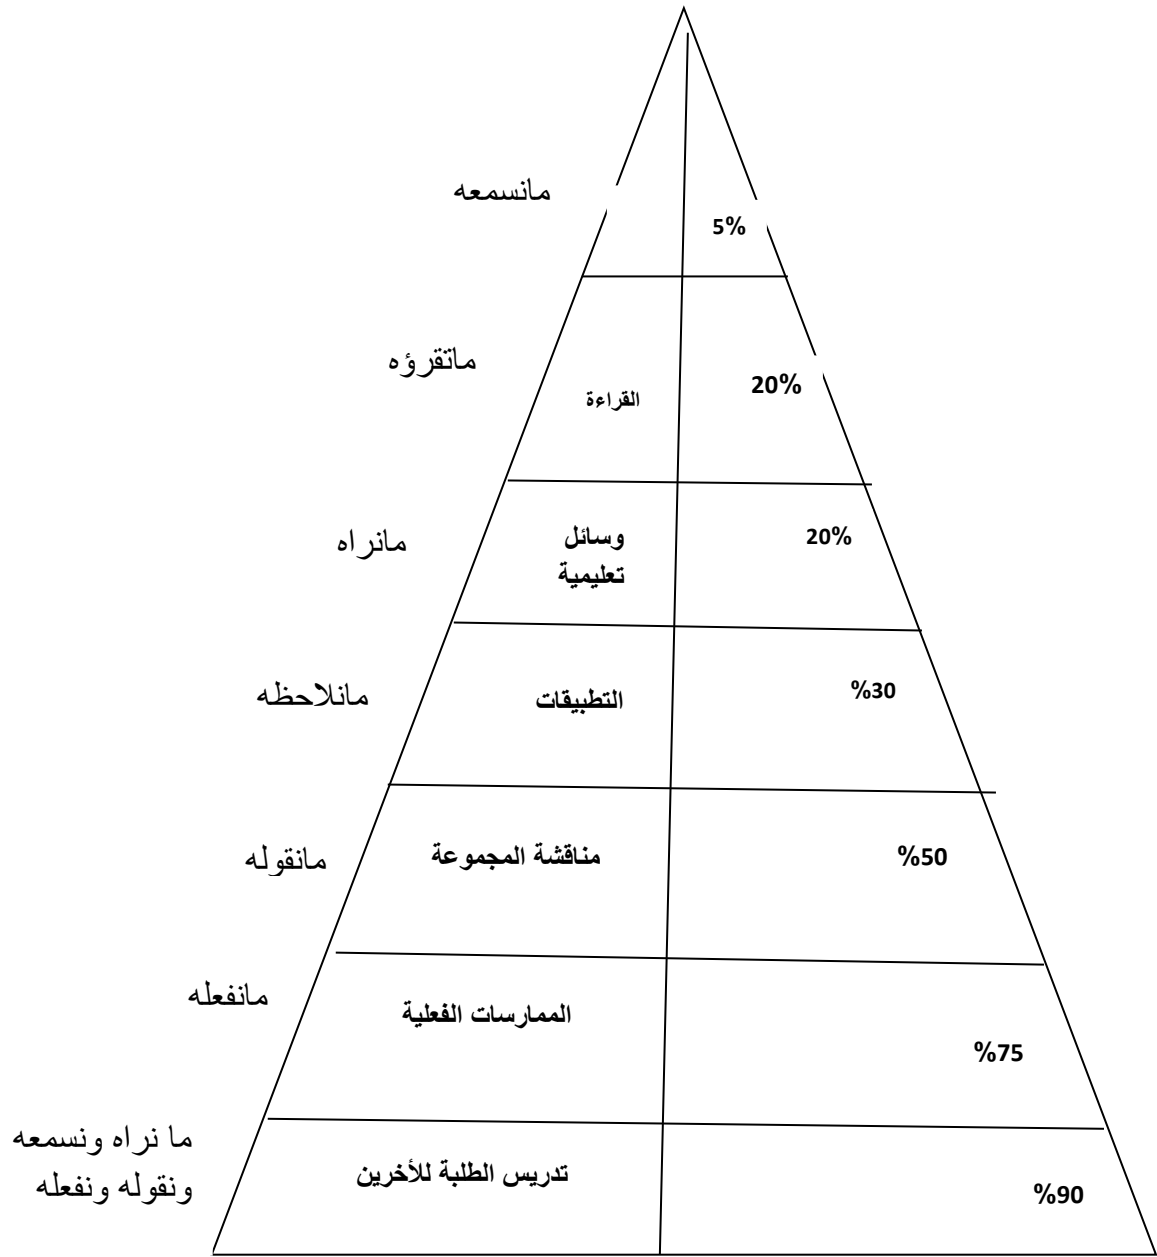 مانسمعه
5%
ماتقرؤه
القراءة
20%
مانراه
وسائل
تعليمية
20%
مانلاحظه
التطبيقات
%30
مانقوله
مناقشة المجموعة
%50
مانفعله
الممارسات الفعلية
%75
ما نراه ونسمعه
ونقوله ونفعله
تدريس الطلبة للأخرين
%90